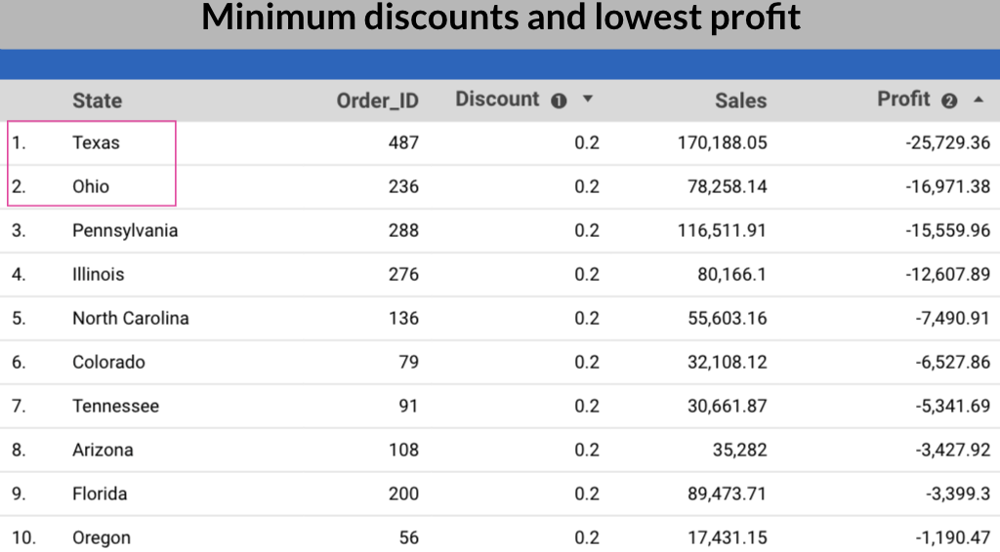 Minimum discounts and lowest profit
State Order_ID Discount 1 ▼ Sales Profit 2 ▲
1. Texas 487 0.2 170,188.05 -25,729.36
2. Ohio 236 0.2 78,258.14 -16,971.38
3. Pennsylvania 288 0.2 116,511.91 -15,559.96
4. Illinois 276 0.2 80,166.1 -12,607.89
5. North Carolina 136 0.2 55,603.16 -7,490.91
6. Colorado 79 0.2 32,108.12 -6,527.86
7. Tennessee 91 0.2 30,661.87 -5,341.69
8. Arizona 108 0.2 35,282 -3,427.92
9. Florida 200 0.2 89,473.71 -3,399.3
10. Oregon 56 0.2 17,431.15 -1,190.47